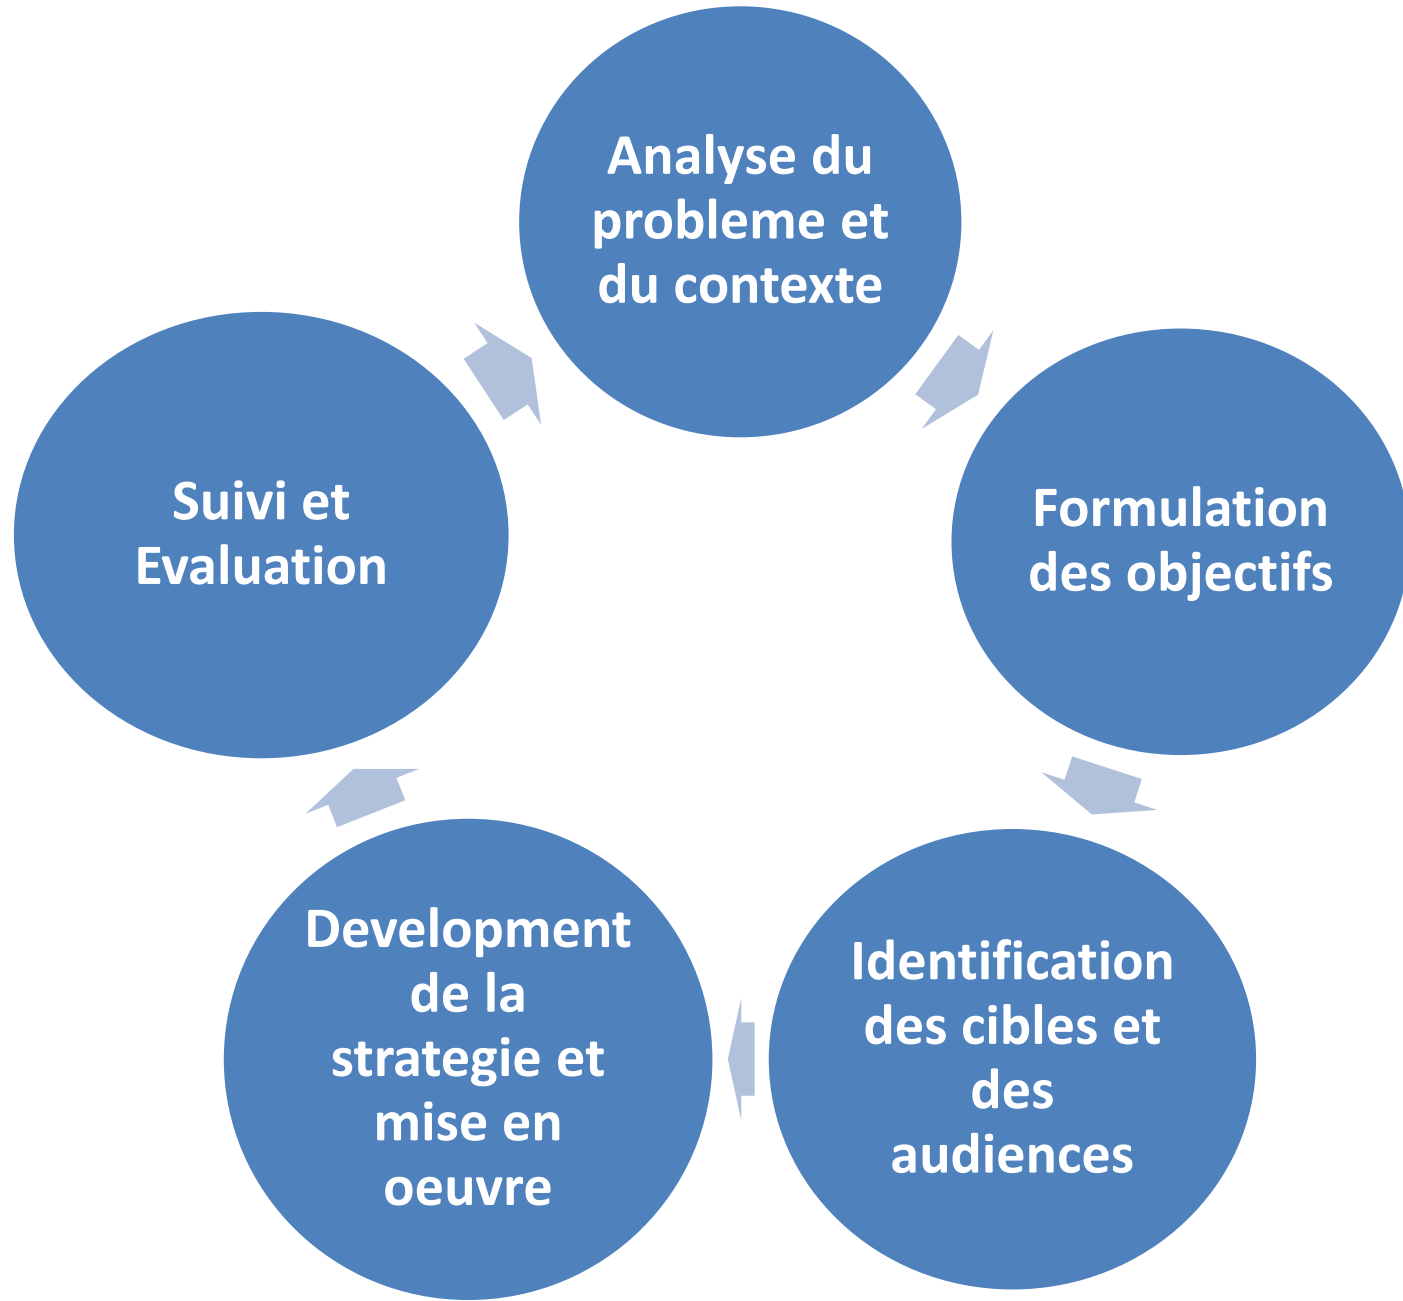 Analyse du
probleme et
du contexte
Formulation
des objectifs
Identification
des cibles et
des
audiences
Development
de la
strategie et
mise en
oeuvre
Suivi et
Evaluation